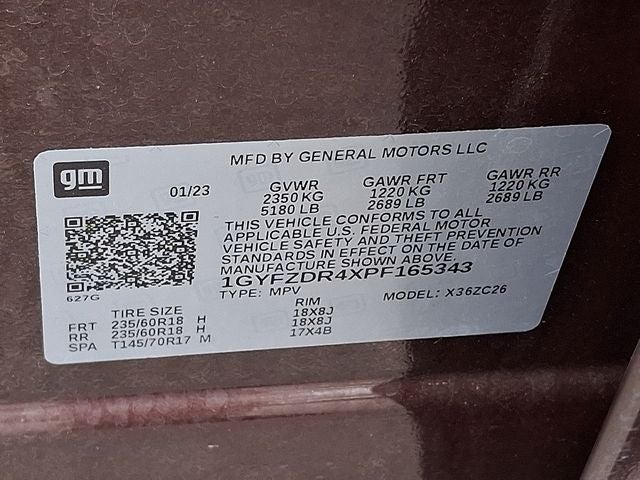 MFD BY GENERAL MOTORS LLC
gm
01/23 GVWR GAWR FRT GAWR RR
2350 KG 1220 KG 1220 KG
5180 LB 2689 LB 2689 LB
THIS VEHICLE CONFORMS TO ALL
APPLICABLE U.S. FEDERAL MOTOR
VEHICLE SAFETY AND THEFT PREVENTION
STANDARDS IN EFFECT ON THE DATE OF
MANUFACTURE SHOWN ABOVE.
1GYFZDR4XPF165343
627G
TYPE: MPV MODEL: X36ZC26
TIRE SIZE RIM
FRT 235/60R18 H 18X8J
RR 235/60R18 H 18X8J
SPA T145/70R17 M 17X4B